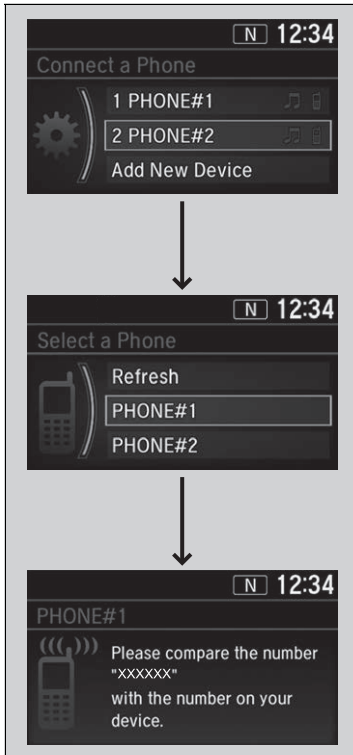 N 12:34
Connect a Phone
1 PHONE#1
2 PHONE#2
Add New Device
N 12:34
Select a Phone
Refresh
PHONE#1
PHONE#2
N 12:34
PHONE#1
Please compare the number
"XXXXXX"
with the number on your
device.